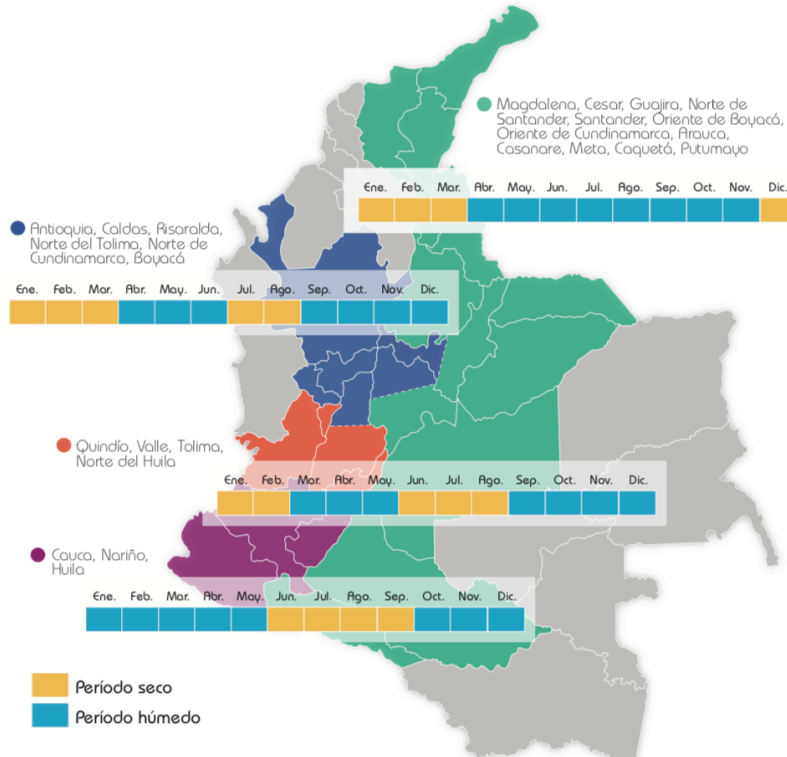 Magdalena, Cesar, Guajira, Norte de
Santander, Santander, Oriente de Boyacá,
Oriente de Cundinamarca, Arauca,
Casanare, Meta, Caquetá, Putumayo
Ene. Feb. Mar. Abr. May. Jun. Jul. Ago. Sep. Oct. Nov. Dic.
Antioquia, Caldas, Risaralda,
Norte del Tolima, Norte de
Cundinamarca, Boyacá
Ene. Feb. Mar. Abr. May. Jun. Jul. Ago. Sep. Oct. Nov. Dic.
Quindío, Valle, Tolima,
Norte del Huila
Ene. Feb. Mar. Abr. May. Jun. Jul. Ago. Sep. Oct. Nov. Dic.
Cauca, Nariño,
Huila
Ene. Feb. Mar. Abr. May. Jun. Jul. Ago. Sep. Oct. Nov. Dic.
Período seco
Período húmedo